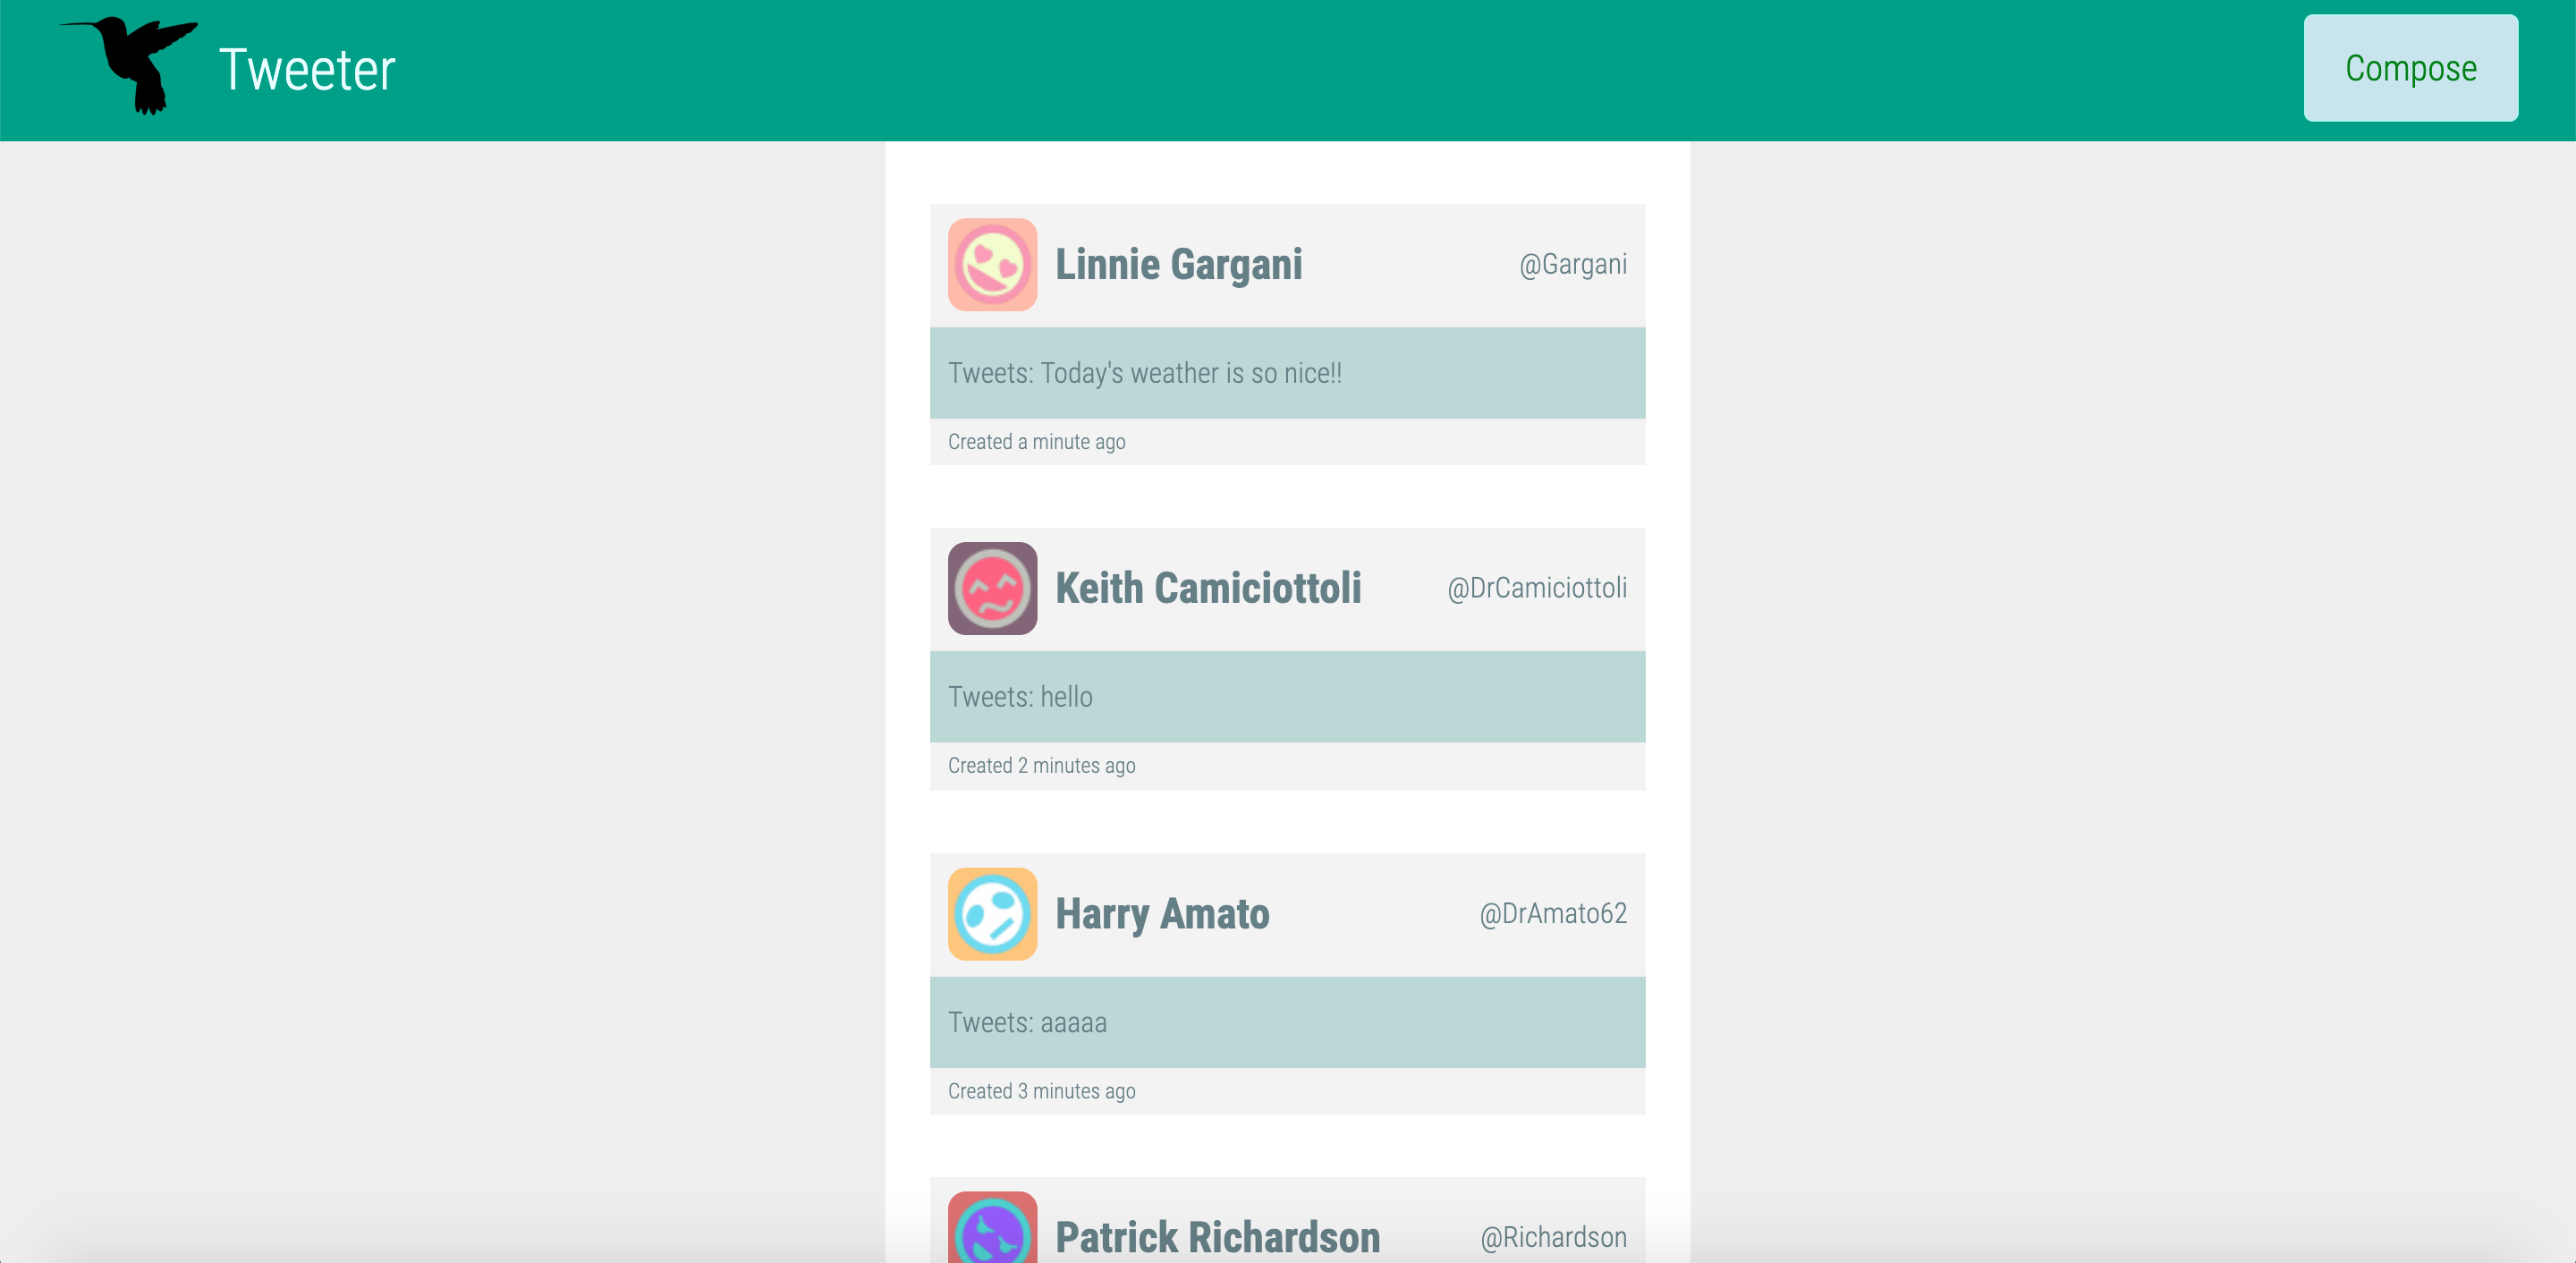 Tweeter
Compose
Linnie Gargani @Gargani
Tweets: Today's weather is so nice!!
Created a minute ago
Keith Camiciottoli @DrCamiciottoli
Tweets: hello
Created 2 minutes ago
Harry Amato @DrAmato62
Tweets: aaaaa
Created 3 minutes ago
Patrick Richardson @Richardson